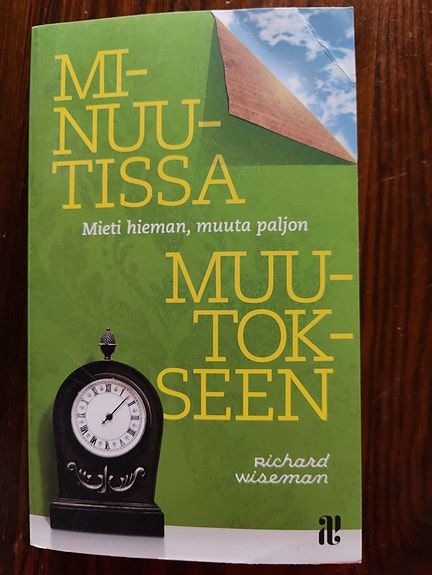 MI-
NUU-
TISSA
Mieti hieman, muuta paljon
MUU-
TOK-
SEEN
Richard
Wiseman